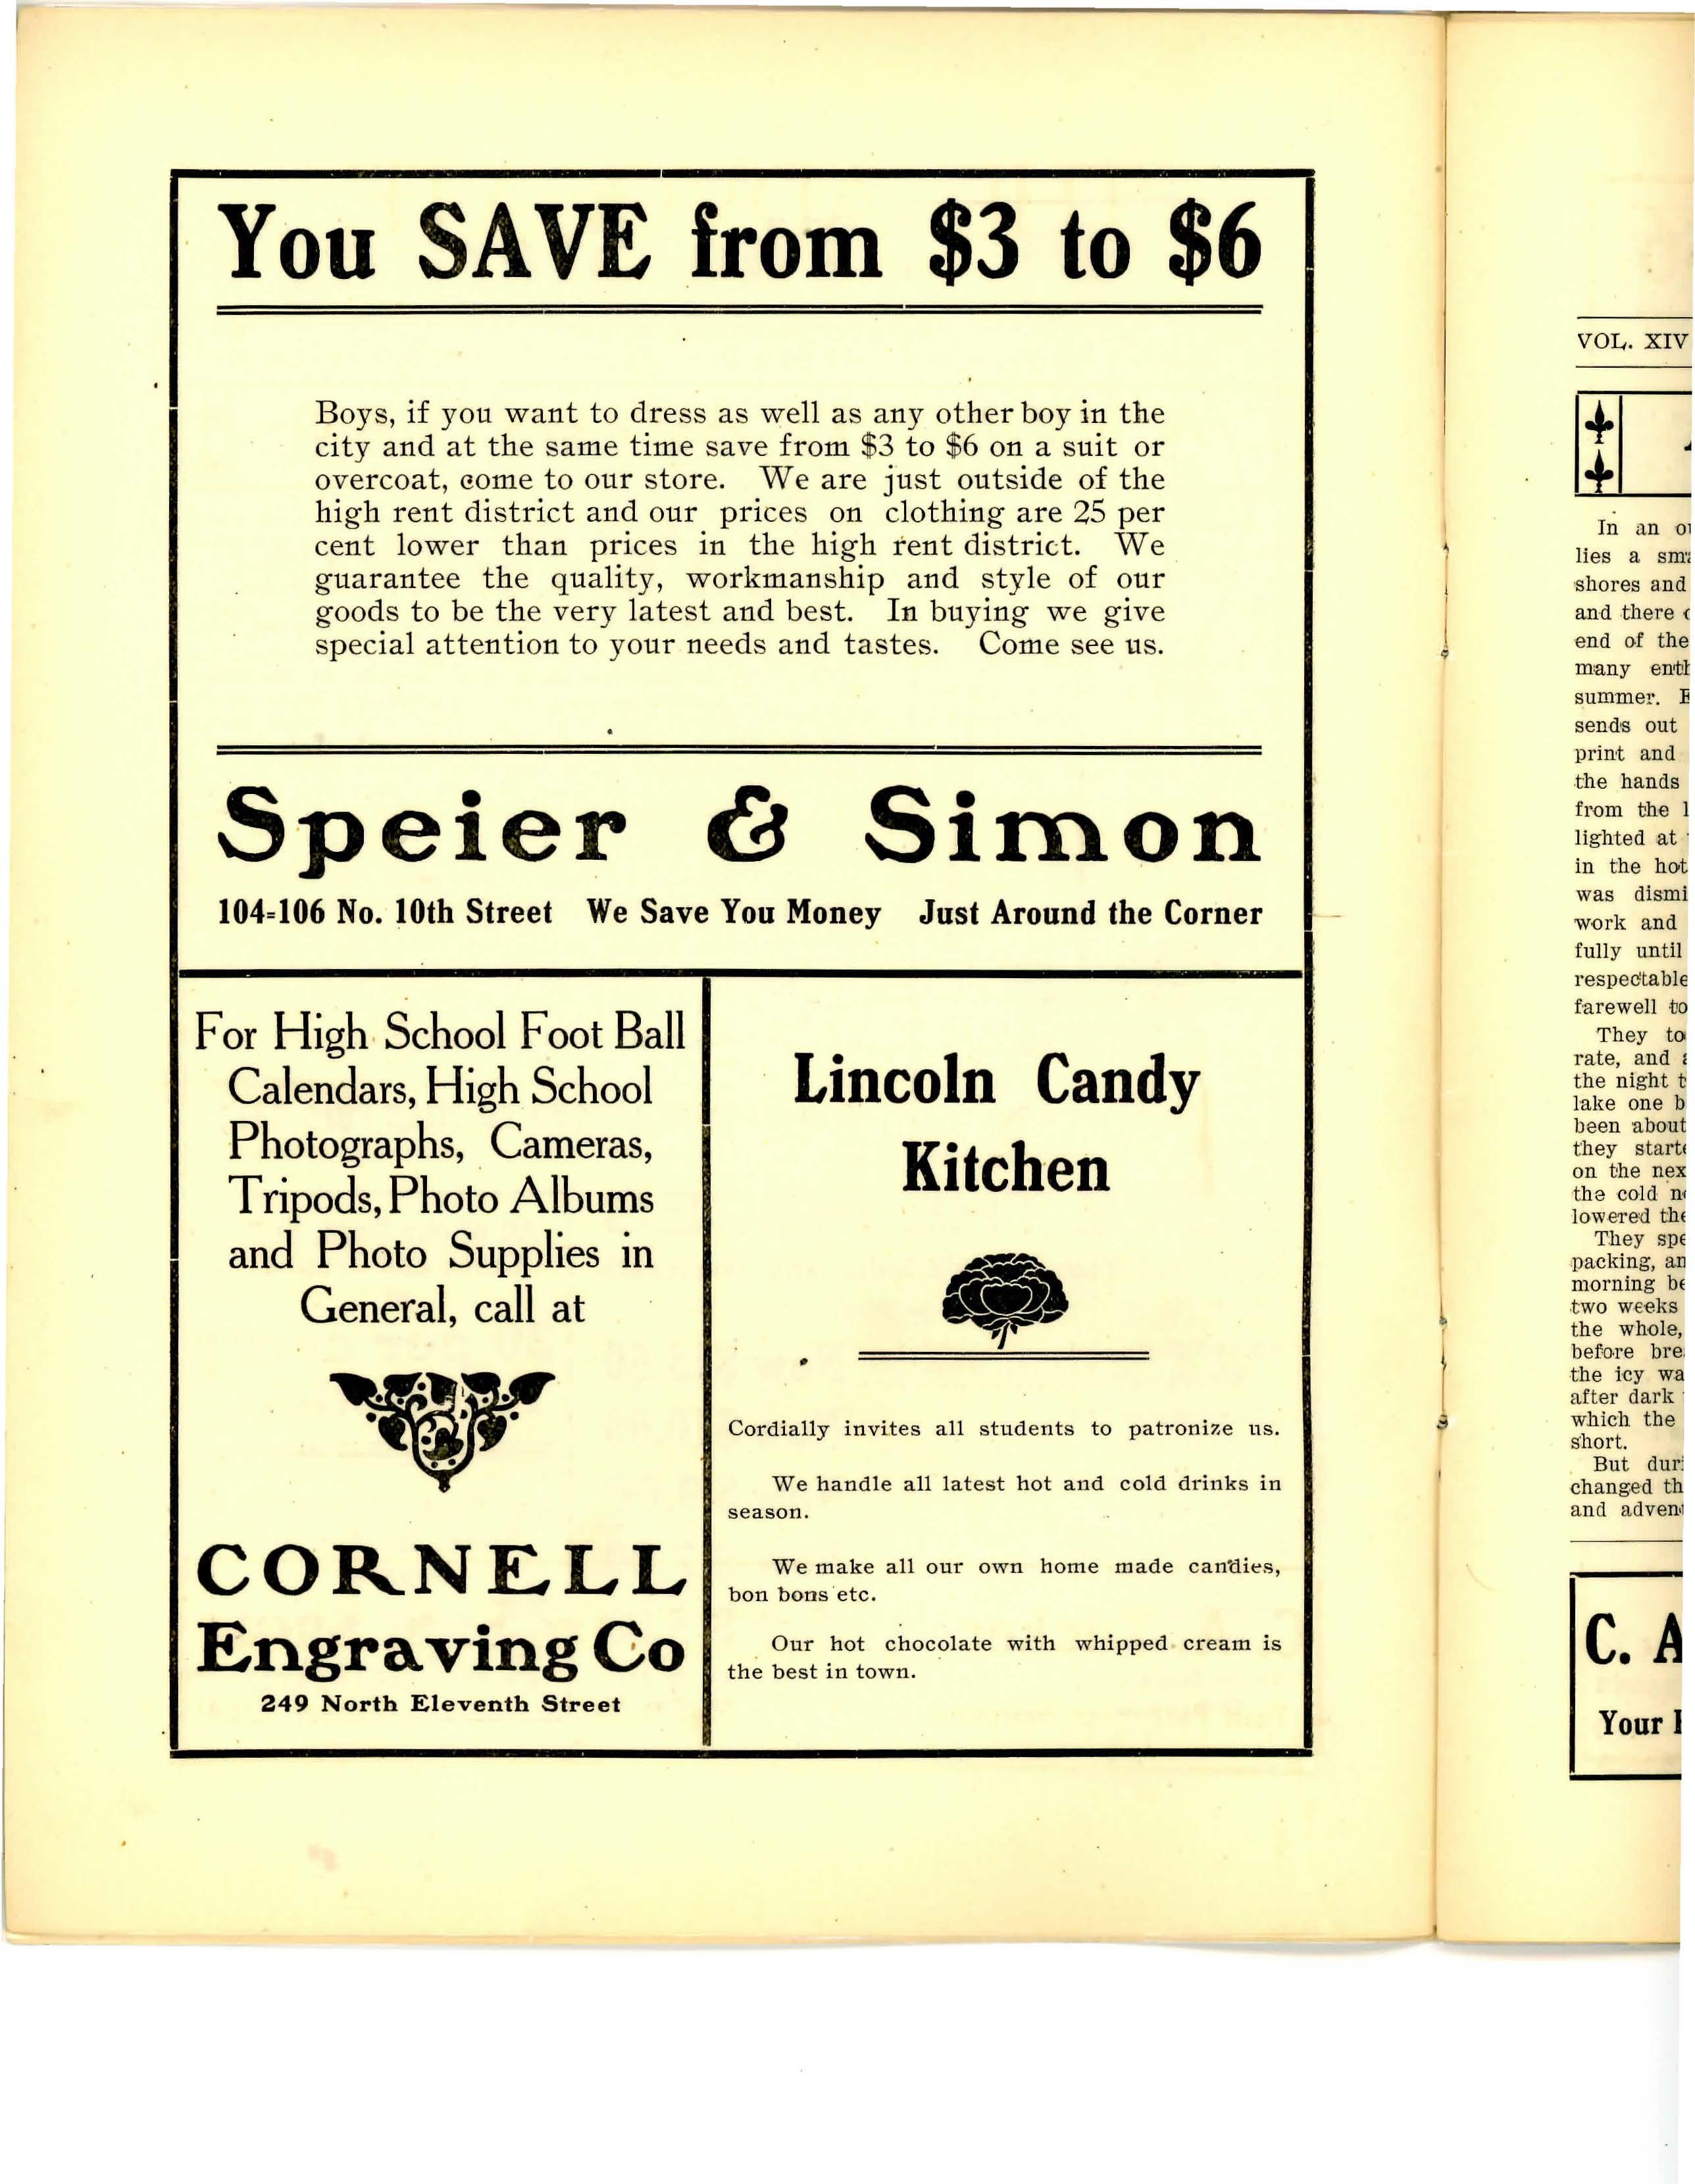 You SAVE from $3 to $6
Boys, if you want to dress as well as any other boy in the
city and at the same time save from $3 to $6 on a suit or
overcoat, come to our store. We are just outside of the
high rent district and our prices on clothing are 25 per
cent lower than prices in the high rent district. We
guarantee the quality, workmanship and style of our
goods to be the very latest and best. In buying we give
special attention to your needs and tastes. Come see us.
Speier & Simon
104-106 No. 10th Street We Save You Money Just Around the Corner
For High School Foot Ball
Calendars, High School
Photographs, Cameras,
Tripods, Photo Albums
and Photo Supplies in
General, call at
CORNELL
Engraving Co
249 North Eleventh Street
Lincoln Candy
Kitchen
Cordially invites all students to patronize us.
We handle all latest hot and cold drinks in
season.
We make all our own home made candies,
bon bons etc.
Our hot chocolate with whipped cream is
the best in town.
VOL. XIV
In an
lies a
shores and
and there
end of the
many
summer.
sends out
print and
the hands
from the
lighted at
in the hot
was
work and
fully until
respectable
farewell to
They
rate, and
the night
lake one
been about
they
on the
the cold
lowered
They
packing,
morning
two weeks
the whole,
before
the icy
after dark
which the
short.
But
changed
and
C.
Your